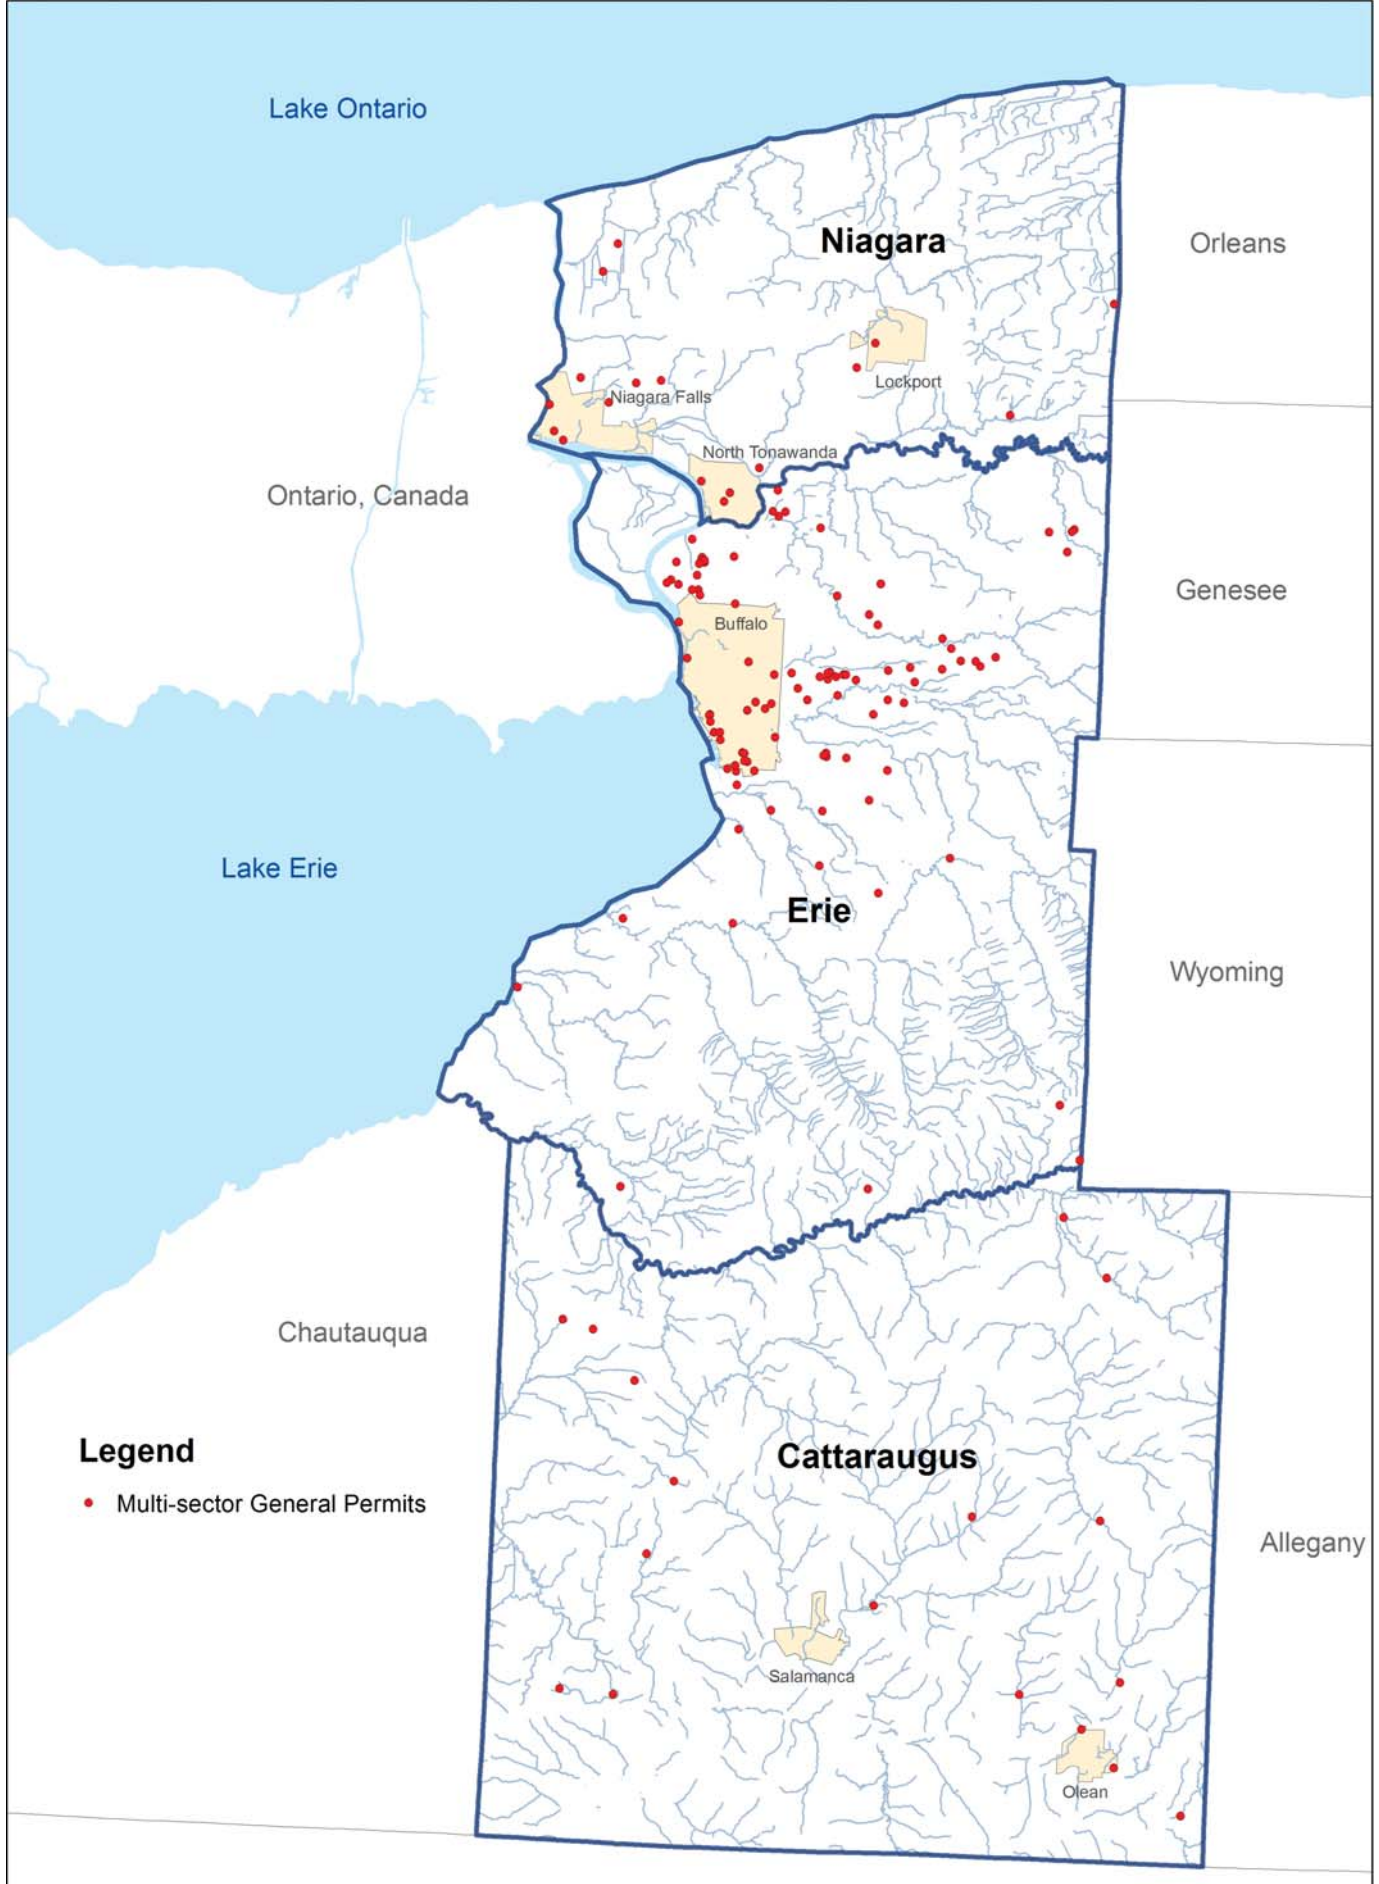 Lake Ontario
Niagara
Orleans
Lockport
Niagara Falls
North Tonawanda
Ontario, Canada
Genesee
Buffalo
Lake Erie
Erie
Wyoming
Chautauqua
Legend
Multi-sector General Permits
Cattaraugus
Allegany
Salamanca
Olean